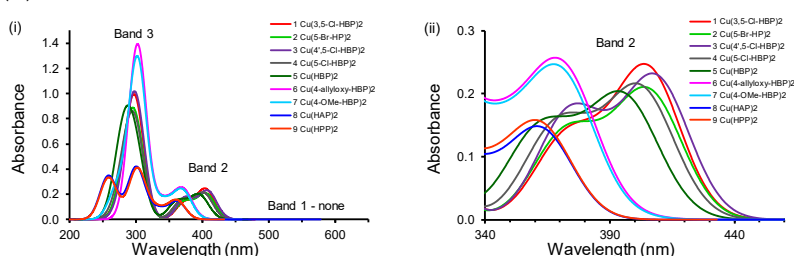 (i)
Band 3
1.4
1.2
1.0
0.8
0.6
0.4
0.2
0.0
Absorbance
200
300
400
500
600
Wavelength (nm)
Band 2
Band 1 - none
1 Cu(3,5-Cl-HBP)2
2 Cu(5-Br-HP)2
3 Cu(4',5-Cl-HBP)2
4 Cu(5-Cl-HBP)2
5 Cu(HBP)2
6 Cu(4-allyloxy-HBP)2
7 Cu(4-OMe-HBP)2
8 Cu(HAP)2
9 Cu(HPP)2
(ii)
Band 2
0.3
0.2
0.1
0.0
Absorbance
340
390
440
Wavelength (nm)
1 Cu(3,5-Cl-HBP)2
2 Cu(5-Br-HP)2
3 Cu(4',5-Cl-HBP)2
4 Cu(5-Cl-HBP)2
5 Cu(HBP)2
6 Cu(4-allyloxy-HBP)2
7 Cu(4-OMe-HBP)2
8 Cu(HAP)2
9 Cu(HPP)2